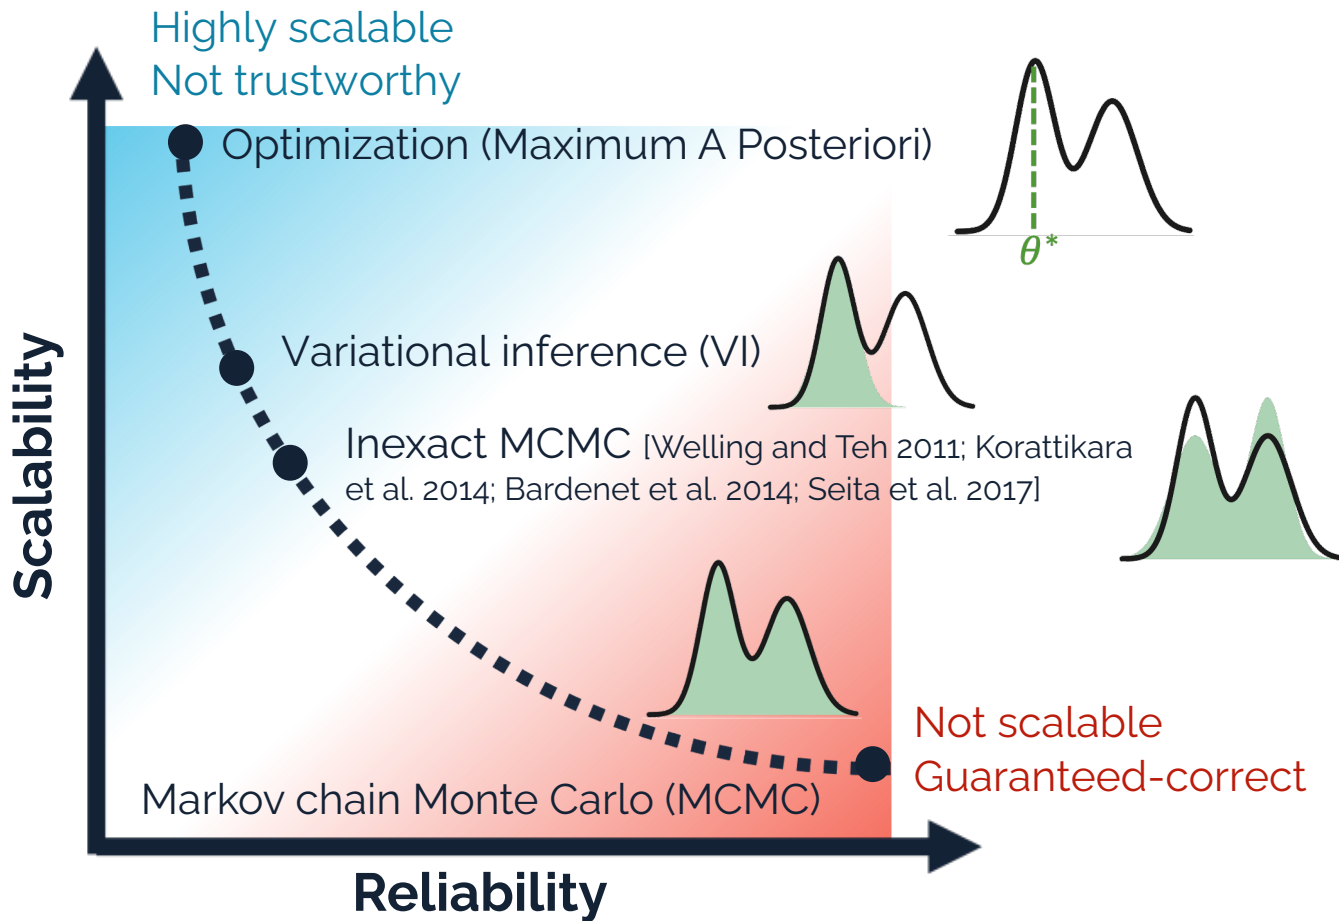 Highly scalable
Not trustworthy
Optimization (Maximum A Posteriori)
θ*
Variational inference (VI)
Inexact MCMC [Welling and Teh 2011; Korattikara
et al. 2014; Bardenet et al. 2014; Seita et al. 2017]
Scalability
Not scalable
Guaranteed-correct
Markov chain Monte Carlo (MCMC)
Reliability